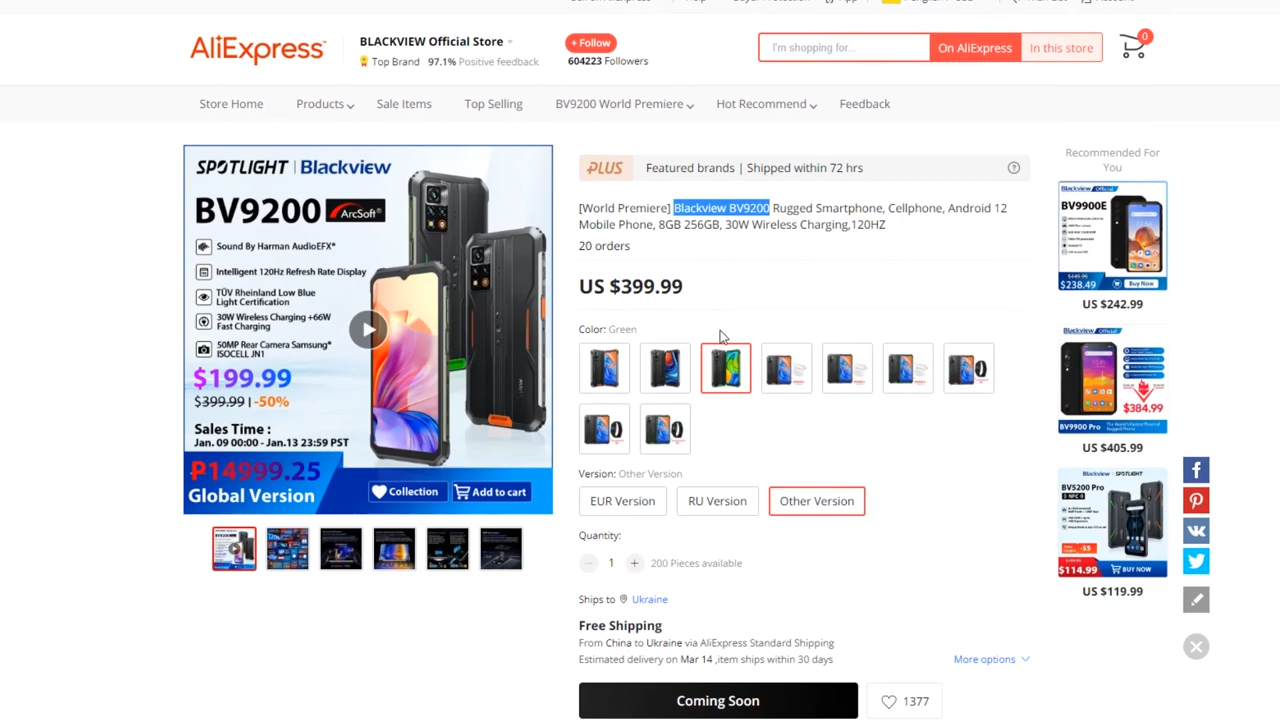 AliExpress
BLACKVIEW Official Store
Top Brand 97.1% Positive feedback
+ Follow
604223 Followers
I'm shopping for...
On AliExpress
In this store
0
Store Home
Products
Sale Items
Top Selling
BV9200 World Premiere
Hot Recommend
Feedback
SPOTLIGHT | Blackview
BV9200 ArcSoft
Sound By Harman AudioEFX*
Intelligent 120Hz Refresh Rate Display
TÜV Rheinland Low Blue
Light Certification
30W Wireless Charging +66W
Fast Charging
50MP Rear Camera Samsung*
ISOCELL JN1
$199.99
$399.99 | -50%
Sales Time :
Jan. 09 00:00 - Jan.13 23:59 PST
₱14999.25
Global Version
Collection
Add to cart
PLUS
Featured brands | Shipped within 72 hrs
[World Premiere] Blackview BV9200 Rugged Smartphone, Cellphone, Android 12
Mobile Phone, 8GB 256GB, 30W Wireless Charging,120HZ
20 orders
US $399.99
Color: Green
Version: Other Version
EUR Version
RU Version
Other Version
Quantity:
1
200 Pieces available
Ships to Ukraine
Free Shipping
From China to Ukraine via AliExpress Standard Shipping
Estimated delivery on Mar 14 ,item ships within 30 days
More options
Coming Soon
1377
Recommended For
You
Blackview Official
BV9900E
$449.99
$238.49
Buy Now
US $242.99
Blackview Official
$384.99
BV9900 Pro
US $405.99
Blackview | SPOTLIGHT
BV5200 Pro
-$5
$114.99
BUY NOW
US $119.99